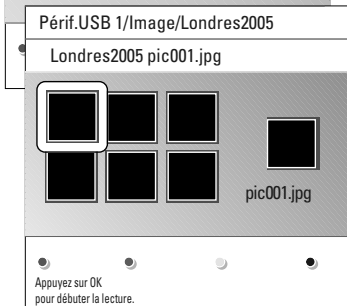 Périf.USB 1/Image/Londres2005
Londres2005 pic001.jpg
pic001.jpg
Appuyez sur OK
pour débuter la lecture.